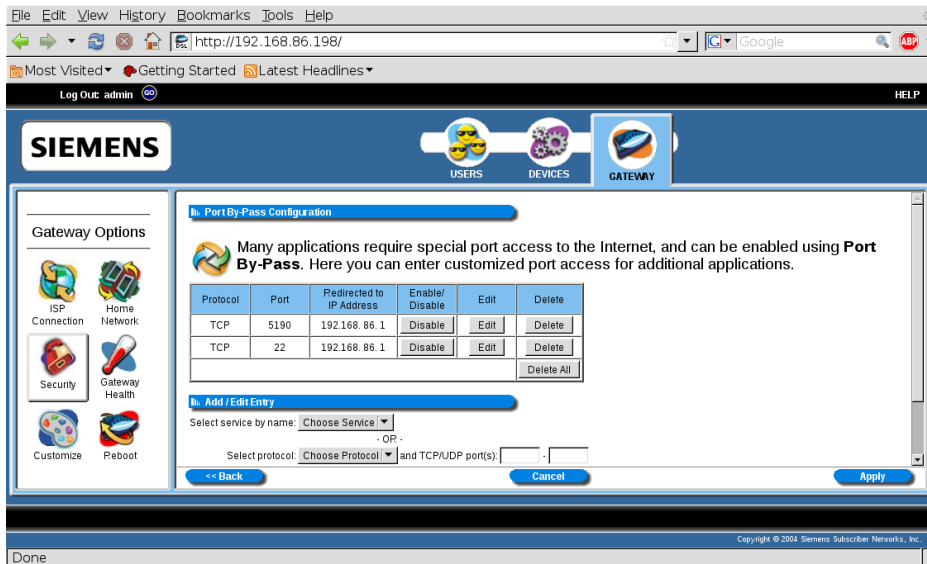 File Edit View History Bookmarks Tools Help
http://192.168.86.198/
G Google
ABP
Most Visited Getting Started Latest Headlines
Log Out: admin GO HELP
SIEMENS
USERS DEVICES GATEWAY
Gateway Options
ISP Connection
Home Network
Security
Gateway Health
Customize
Reboot
Port By-Pass Configuration
Many applications require special port access to the Internet, and can be enabled using Port
By-Pass. Here you can enter customized port access for additional applications.
Protocol Port Redirected to IP Address Enable/ Disable Edit Delete
TCP 5190 192.168. 86. 1 Disable Edit Delete
TCP 22 192.168. 86. 1 Disable Edit Delete
Delete All
Add / Edit Entry
Select service by name: Choose Service
- OR -
Select protocol: Choose Protocol and TCP/UDP port(s): -
<< Back Cancel Apply
Copyright © 2004 Siemens Subscriber Networks, Inc.
Done